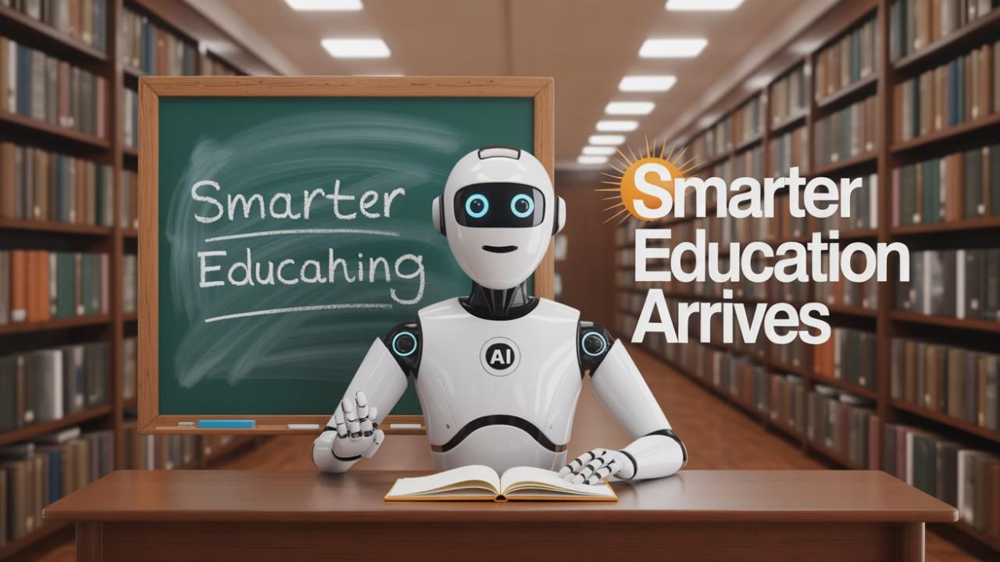 Smarter
Educahing
AI
Smarter
Education
Arrives